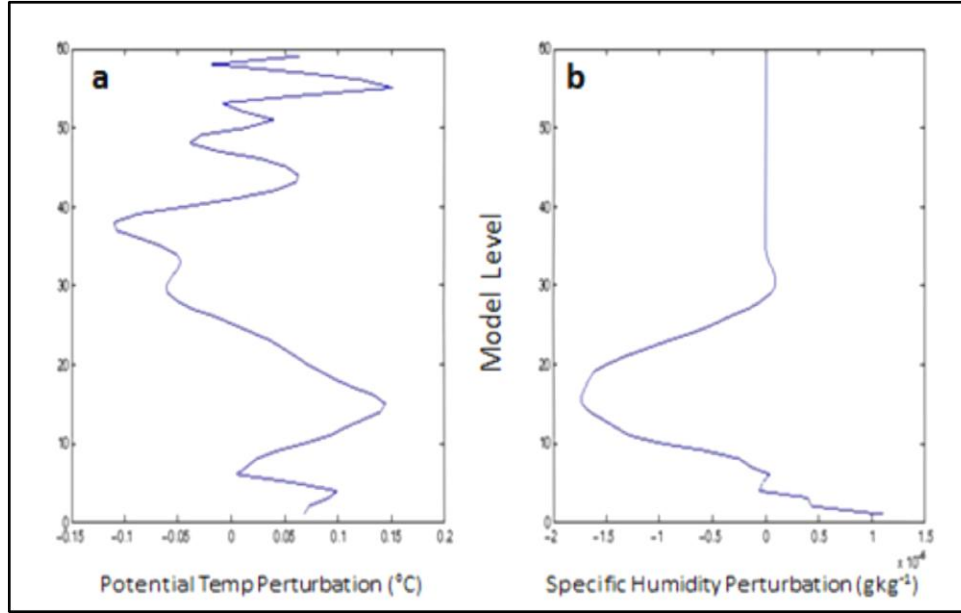 a
60
50
40
30
20
10
0
-0.15 -0.1 -0.05 0 0.05 0.1 0.15 0.2
Potential Temp Perturbation (⁰C)
Model Level
b
60
50
40
30
20
10
0
-2 -1.5 -1 -0.5 0 0.5 1 1.5
Specific Humidity Perturbation (gkg⁻¹)